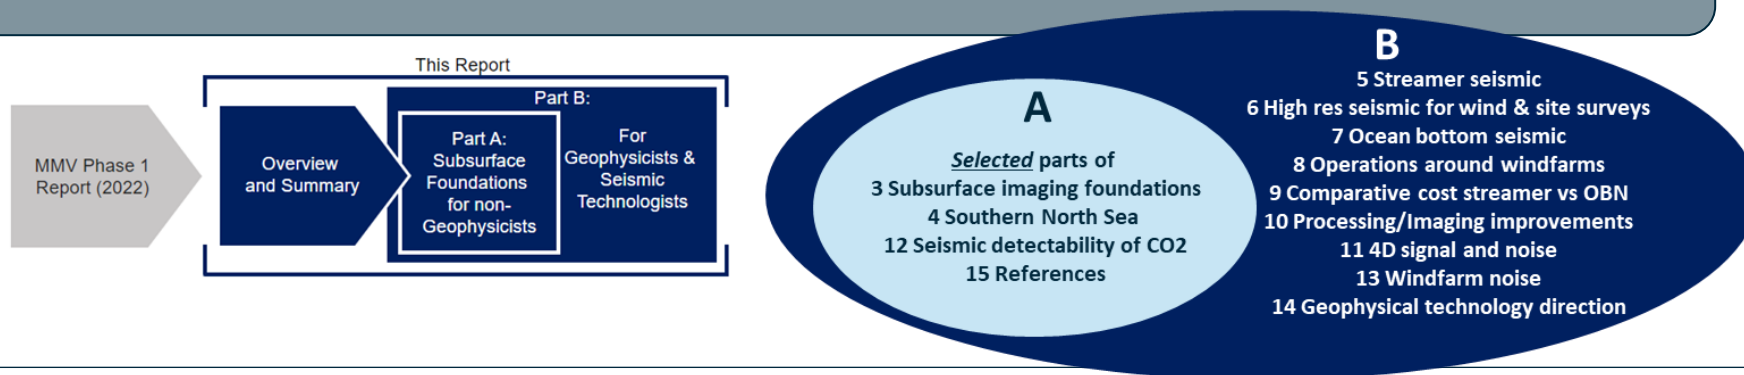 This Report
MMV Phase 1
Report (2022)
Overview
and Summary
Part B:
Part A:
Subsurface
Foundations
for non-
Geophysicists
For
Geophysicists &
Seismic
Technologists
A
Selected parts of
3 Subsurface imaging foundations
4 Southern North Sea
12 Seismic detectability of CO2
15 References
B
5 Streamer seismic
6 High res seismic for wind & site surveys
7 Ocean bottom seismic
8 Operations around windfarms
9 Comparative cost streamer vs OBN
10 Processing/Imaging improvements
11 4D signal and noise
13 Windfarm noise
14 Geophysical technology direction